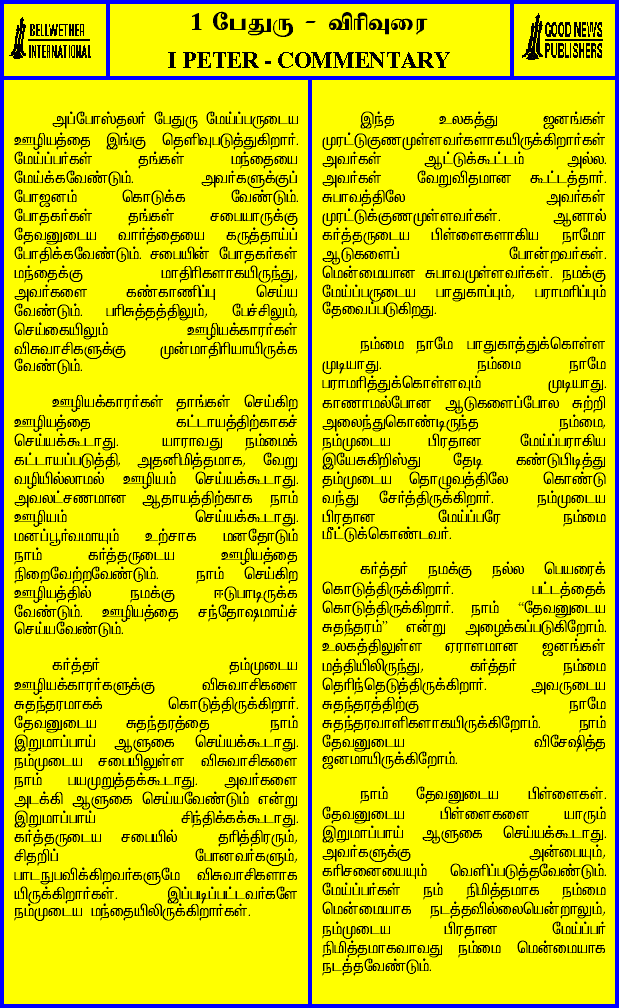 BELLWETHER
INTERNATIONAL
1 பேதுரு - விரிவுரை
I PETER - COMMENTARY
GOOD NEWS
PUBLISHERS
அப்போஸ்தலர் பேதுரு மேய்ப்பருடைய
ஊழியத்தை இங்கு தெளிவுபடுத்துகிறார்.
மேய்ப்பர்கள் தங்கள் மந்தையை
மேய்க்கவேண்டும். அவர்களுக்குப்
போஜனம் கொடுக்க வேண்டும்.
போதகர்கள் தங்கள் சபையாருக்கு
தேவனுடைய வார்த்தையை கருத்தாய்ப்
போதிக்கவேண்டும். சபையின் போதகர்கள்
மந்தைக்கு மாதிரிகளாகயிருந்து,
அவர்களை கண்காணிப்பு செய்ய
வேண்டும். பரிசுத்தத்திலும், பேச்சிலும்,
செய்கையிலும் ஊழியக்காரர்கள்
விசுவாசிகளுக்கு முன்மாதிரியாயிருக்க
வேண்டும்.
ஊழியக்காரர்கள் தாங்கள் செய்கிற
ஊழியத்தை கட்டாயத்திற்காகச்
செய்யக்கூடாது. யாராவது நம்மைக்
கட்டாயப்படுத்தி, அதனிமித்தமாக, வேறு
வழியில்லாமல் ஊழியம் செய்யக்கூடாது.
அவலட்சணமான ஆதாயத்திற்காக நாம்
ஊழியம் செய்யக்கூடாது.
மனப்பூர்வமாயும் உற்சாக மனதோடும்
நாம் கர்த்தருடைய ஊழியத்தை
நிறைவேற்றவேண்டும். நாம் செய்கிற
ஊழியத்தில் நமக்கு ஈடுபாடிருக்க
வேண்டும். ஊழியத்தை சந்தோஷமாய்ச்
செய்யவேண்டும்.
கர்த்தர் தம்முடைய
ஊழியக்காரர்களுக்கு விசுவாசிகளை
சுதந்தரமாகக் கொடுத்திருக்கிறார்.
தேவனுடைய சுதந்தரத்தை நாம்
இறுமாப்பாய் ஆளுகை செய்யக்கூடாது.
நம்முடைய சபையிலுள்ள விசுவாசிகளை
நாம் பயமுறுத்தக்கூடாது. அவர்களை
அடக்கி ஆளுகை செய்யவேண்டும் என்று
இறுமாப்பாய் சிந்திக்கக்கூடாது.
கர்த்தருடைய சபையில் தரித்திரரும்,
சிதறிப் போனவர்களும்,
பாடநுபவிக்கிறவர்களுமே விசுவாசிகளாக
யிருக்கிறார்கள். இப்படிப்பட்டவர்களே
நம்முடைய மந்தையிலிருக்கிறார்கள்.
இந்த உலகத்து ஜனங்கள்
முரட்டுகுணமுள்ளவர்களாகயிருக்கிறார்கள்
அவர்கள் ஆட்டுக்கூட்டம் அல்ல.
அவர்கள் வேறுவிதமான கூட்டத்தார்.
சுபாவத்திலே அவர்கள்
முரட்டுக்குணமுள்ளவர்கள். ஆனால்
கர்த்தருடைய பிள்ளைகளாகிய நாமோ
ஆடுகளைப் போன்றவர்கள்.
மென்மையான சுபாவமுள்ளவர்கள். நமக்கு
மேய்ப்பருடைய பாதுகாப்பும், பராமரிப்பும்
தேவைப்படுகிறது.
நம்மை நாமே பாதுகாத்துக்கொள்ள
முடியாது. நம்மை நாமே
பராமரித்துக்கொள்ளவும் முடியாது.
காணாமல்போன ஆடுகளைப்போல சுற்றி
அலைந்துகொண்டிருந்த நம்மை,
நம்முடைய பிரதான மேய்ப்பராகிய
இயேசுகிறிஸ்து தேடி கண்டுபிடித்து
தம்முடைய தொழுவத்திலே கொண்டு
வந்து சேர்த்திருக்கிறார். நம்முடைய
பிரதான மேய்ப்பரே நம்மை
மீட்டுக்கொண்டவர்.
கர்த்தர் நமக்கு நல்ல பெயரைக்
கொடுத்திருக்கிறார். பட்டத்தைக்
கொடுத்திருக்கிறார். நாம் “தேவனுடைய
சுதந்தரம்” என்று அழைக்கப்படுகிறோம்.
உலகத்திலுள்ள ஏராளமான ஜனங்கள்
மத்தியிலிருந்து, கர்த்தர் நம்மை
தெரிந்தெடுத்திருக்கிறார். அவருடைய
சுதந்தரத்திற்கு நாமே
சுதந்தரவாளிகளாகயிருக்கிறோம். நாம்
தேவனுடைய விசேஷித்த
ஜனமாயிருக்கிறோம்.
நாம் தேவனுடைய பிள்ளைகள்.
தேவனுடைய பிள்ளைகளை யாரும்
இறுமாப்பாய் ஆளுகை செய்யக்கூடாது.
அவர்களுக்கு அன்பையும்,
கரிசனையையும் வெளிப்படுத்தவேண்டும்.
மேய்ப்பர்கள் நம் நிமித்தமாக நம்மை
மென்மையாக நடத்தவில்லையென்றாலும்,
நம்முடைய பிரதான மேய்ப்பர்
நிமித்தமாகவாவது நம்மை மென்மையாக
நடத்தவேண்டும்.